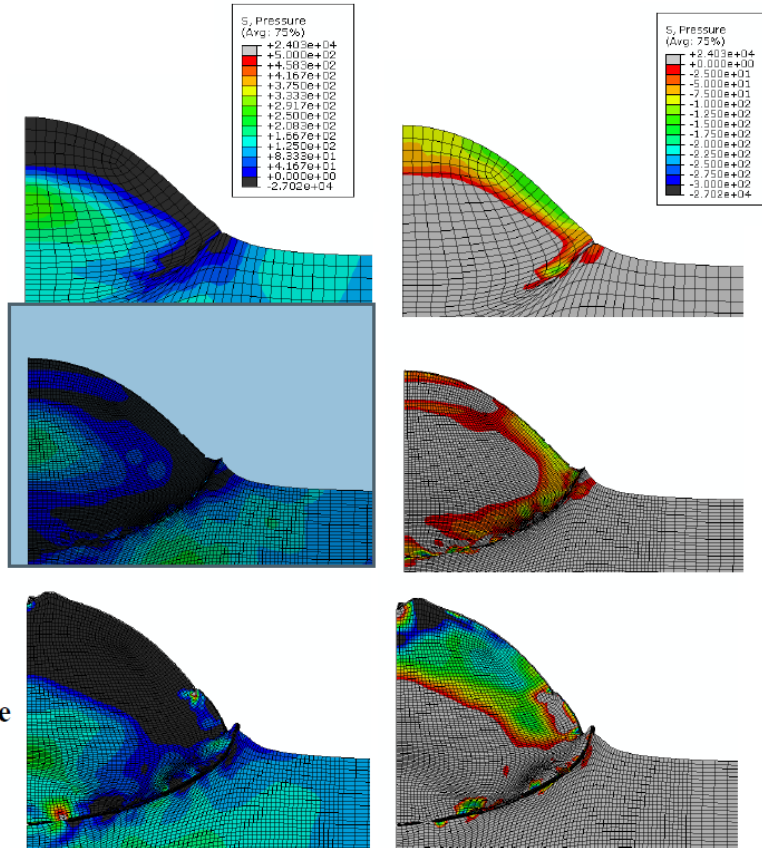 S, Pressure
(Avg: 75%)
+2.403e+04
+5.000e+02
+4.583e+02
+4.167e+02
+3.750e+02
+3.333e+02
+2.917e+02
+2.500e+02
+2.083e+02
+1.667e+02
+1.250e+02
+8.333e+01
+4.167e+01
+0.000e+00
-2.702e+04
S, Pressure
(Avg: 75%)
+2.403e+04
+0.000e+00
-2.500e+01
-5.000e+01
-7.500e+01
-1.000e+02
-1.250e+02
-1.500e+02
-1.750e+02
-2.000e+02
-2.250e+02
-2.500e+02
-2.750e+02
-3.000e+02
-2.702e+04
e